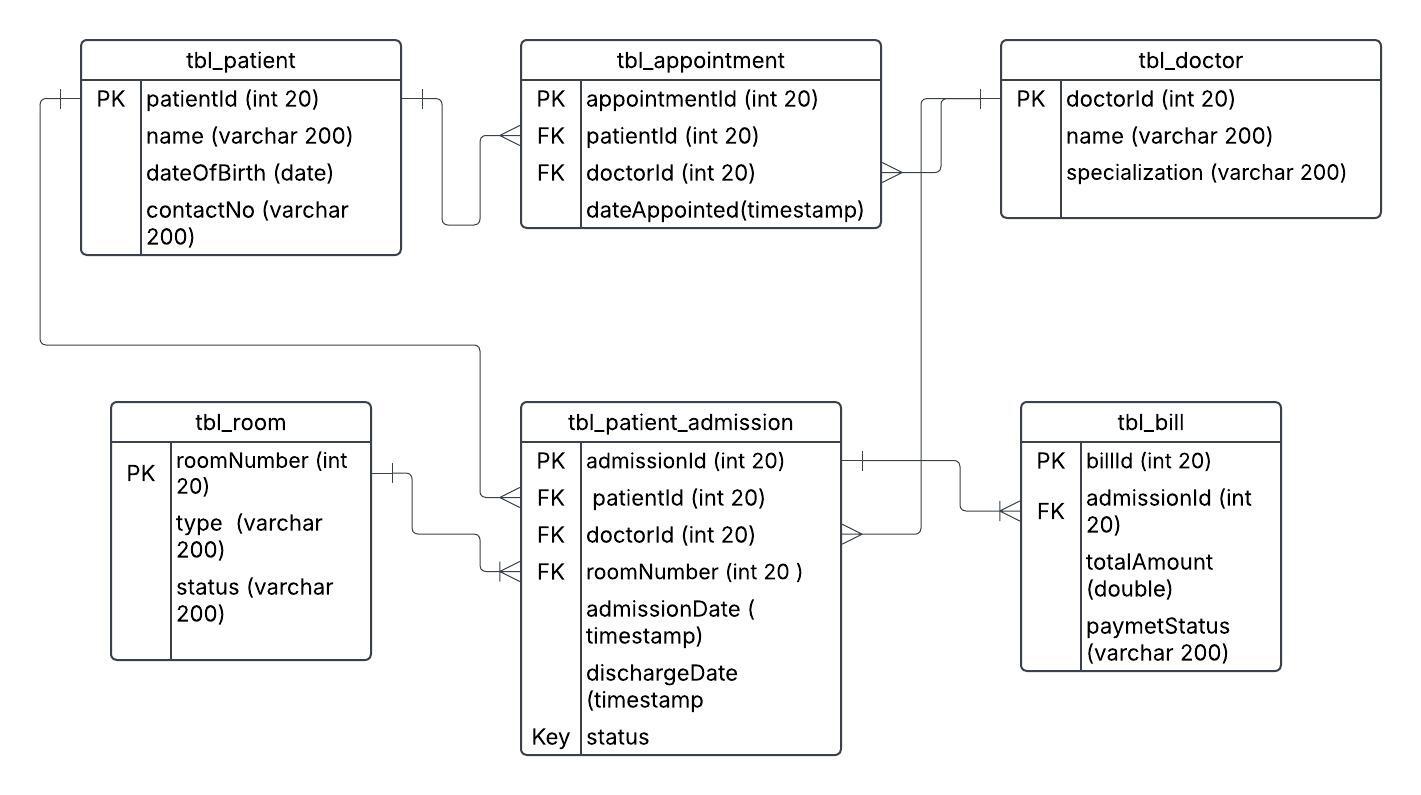 tbl_patient
PK patientId (int 20)
name (varchar 200)
dateOfBirth (date)
contactNo (varchar
200)
tbl_appointment
PK appointmentId (int 20)
FK patientId (int 20)
FK doctorId (int 20)
dateAppointed(timestamp)
tbl_doctor
PK doctorId (int 20)
name (varchar 200)
specialization (varchar 200)
tbl_room
PK roomNumber (int
20)
type (varchar
200)
status (varchar
200)
tbl_patient_admission
PK admissionId (int 20)
FK patientId (int 20)
FK doctorId (int 20)
FK roomNumber (int 20 )
admissionDate (
timestamp)
dischargeDate
(timestamp
Key status
tbl_bill
PK billId (int 20)
FK admissionId (int
20)
totalAmount
(double)
paymetStatus
(varchar 200)